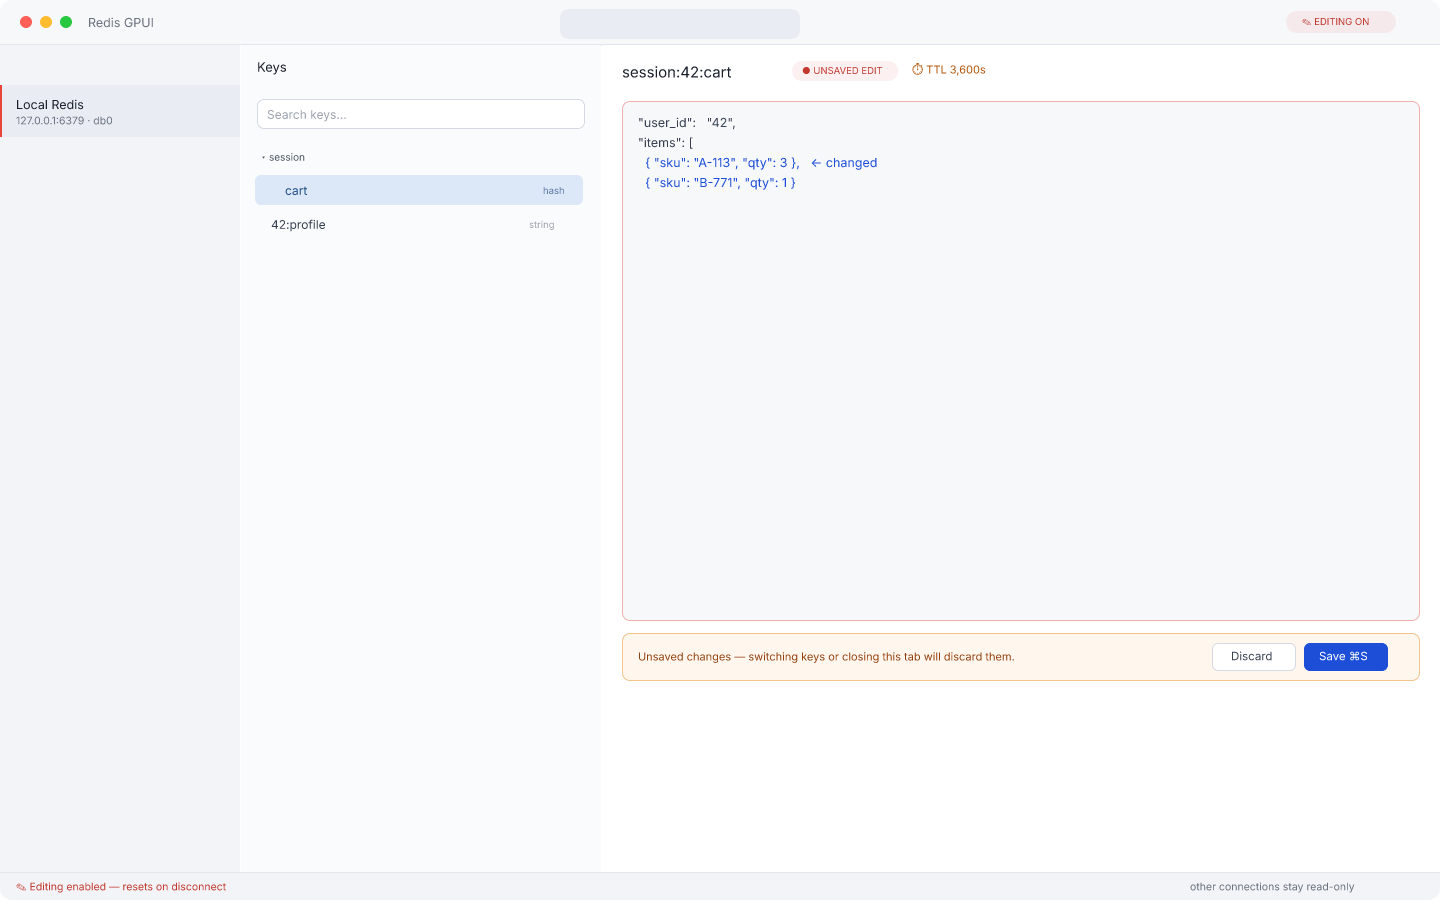 Redis GPUI
✎ EDITING ON
Local Redis
127.0.0.1:6379 · db0
Keys
Search keys...
session
cart hash
42:profile string
session:42:cart
● UNSAVED EDIT
⏱ TTL 3,600s
"user_id": "42",
"items": [
{ "sku": "A-113", "qty": 3 }, ← changed
{ "sku": "B-771", "qty": 1 }
Unsaved changes — switching keys or closing this tab will discard them.
Discard
Save ⌘S
✎ Editing enabled — resets on disconnect
other connections stay read-only